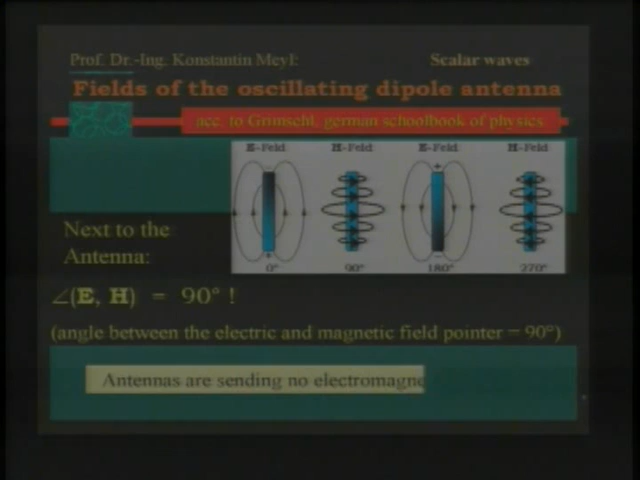 Prof. Dr.-Ing. Konstantin Meyl:
Scalar waves
Fields of the oscillating dipole antenna
acc. to Grimsehl, german schoolbook of physics
E-Feld H-Feld E-Feld H-Feld
+
- 
+
-
0° 90° 180° 270°
Next to the
Antenna:
∠(E, H) = 90° !
(angle between the electric and magnetic field pointer = 90°)
Antennas are sending no electromagne